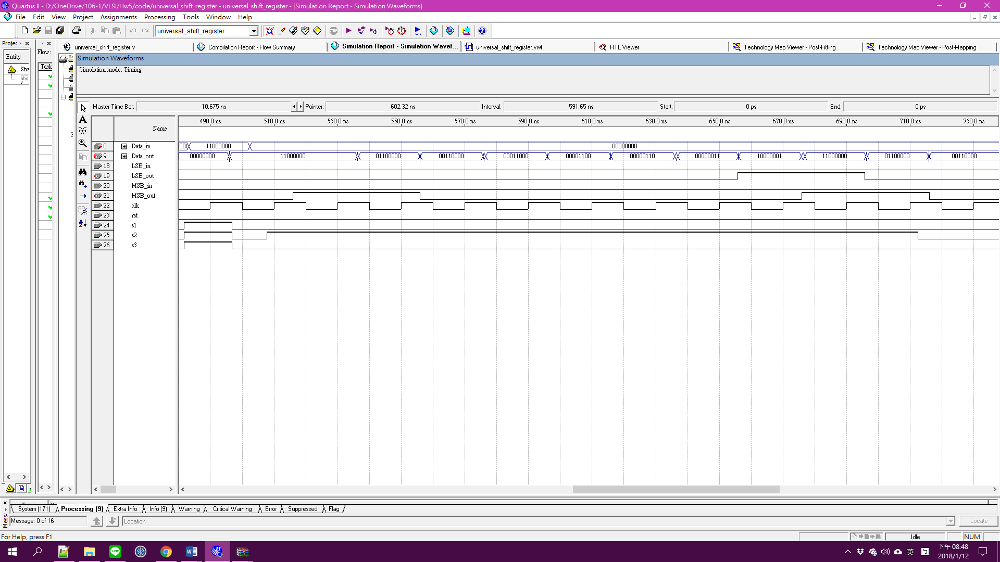 Quartus II - D:/OneDrive/106-1/VLSI/Hw5/code/universal_shift_register - universal_shift_register - [Simulation Report - Simulation Waveforms]
File Edit View Project Assignments Processing Tools Window Help
universal_shift_register
universal_shift_register.v
Compilation Report - Flow Summary
Simulation Report - Simulation Wavef...
universal_shift_register.vwf
RTL Viewer
Technology Map Viewer - Post-Fitting
Technology Map Viewer - Post-Mapping
Entity
Flow:
Task
abc
Simulation Waveforms
Simulation mode: Timing
Master Time Bar: 10.675 ns Pointer: 602.32 ns Interval: 591.65 ns Start: 0 ps End: 0 ps
Name 490.0 ns 510.0 ns 530.0 ns 550.0 ns 570.0 ns 590.0 ns 610.0 ns 630.0 ns 650.0 ns 670.0 ns 690.0 ns 710.0 ns 730.0 ns
0 Data_in 11000000 00000000
9 Data_out 00000000 11000000 01100000 00110000 00011000 00001100 00000110 00000011 10000001 11000000 01100000 00110000
18 LSB_in
19 LSB_out
20 MSB_in
21 MSB_out
22 clk
23 rst
24 s1
25 s2
26 s3
System (171) Processing (9) Extra Info Info (9) Warning Critical Warning Error Suppressed Flag
Message: 0 of 16 Location: Locate
For Help, press F1 Idle NUM
英
下午 08:48
2018/1/12